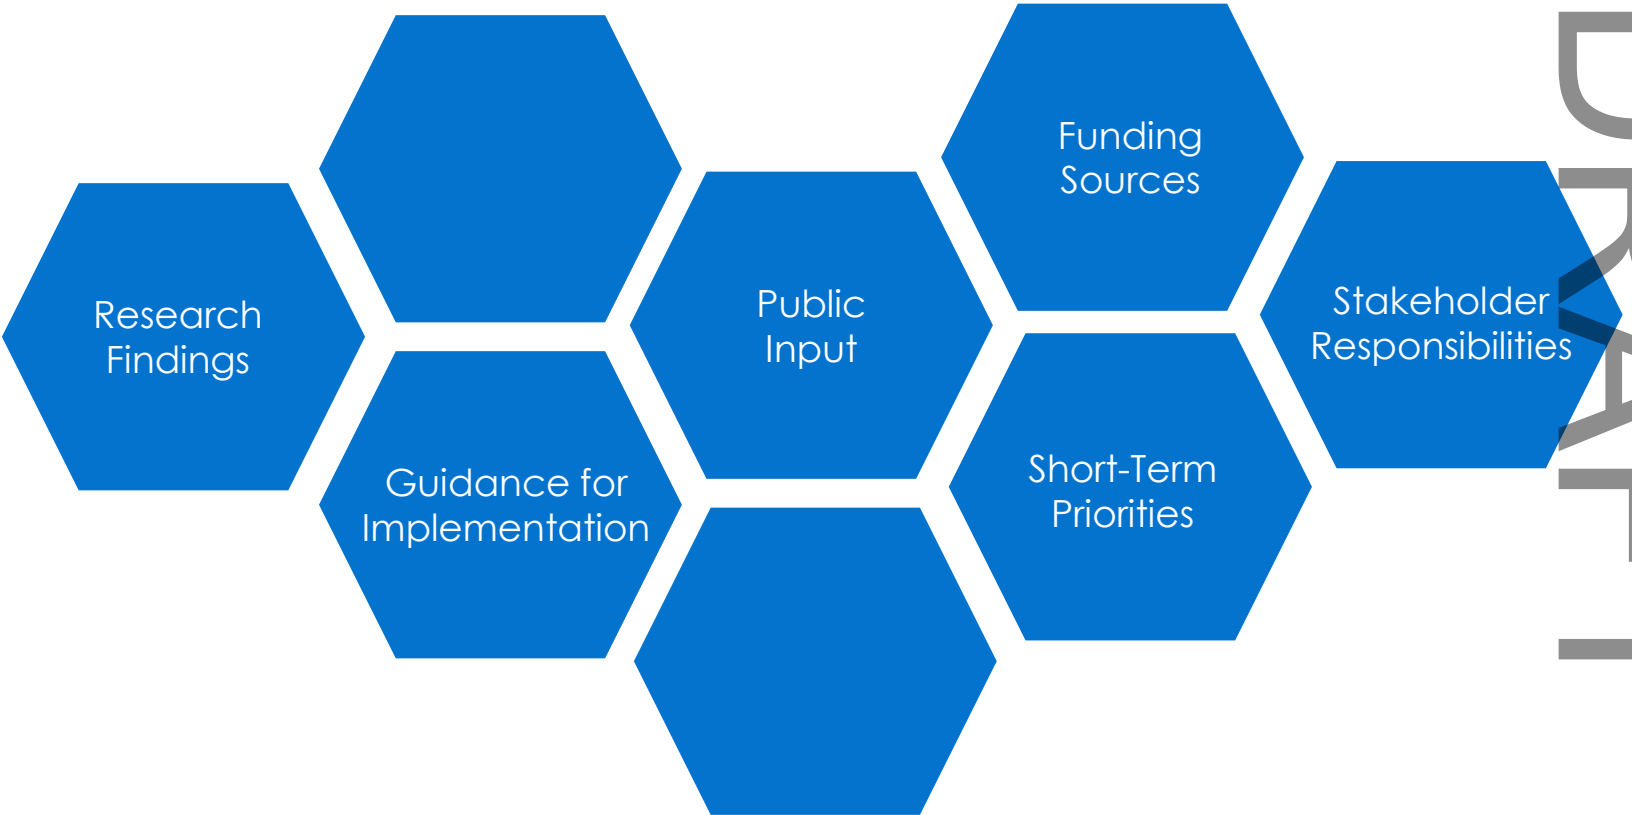 Research
Findings
Guidance for
Implementation
Public
Input
Funding
Sources
Short-Term
Priorities
Stakeholder
Responsibilities
DRAFT